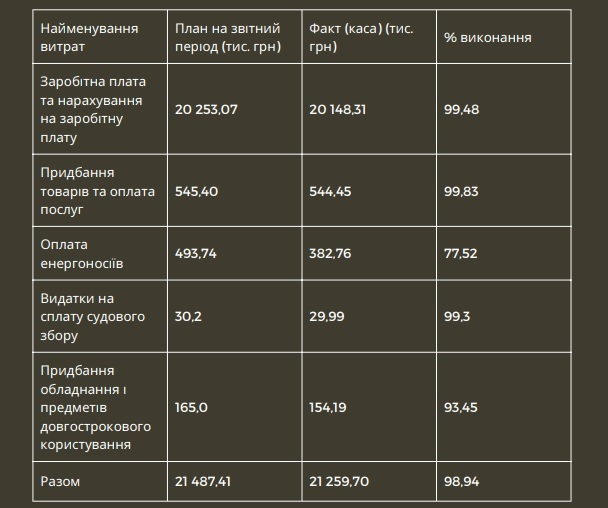 Найменування
витрат
План на звітний
період (тис. грн)
Факт (каса) (тис.
грн)
% виконання
Заробітна плата
та нарахування
на заробітну
плату
20 253,07
20 148,31
99,48
Придбання
товарів та оплата
послуг
545,40
544,45
99,83
Оплата
енергоносіїв
493,74
382,76
77,52
Видатки на
сплату судового
збору
30,2
29,99
99,3
Придбання
обладнання і
предметів
довгострокового
користування
165,0
154,19
93,45
Разом
21 487,41
21 259,70
98,94